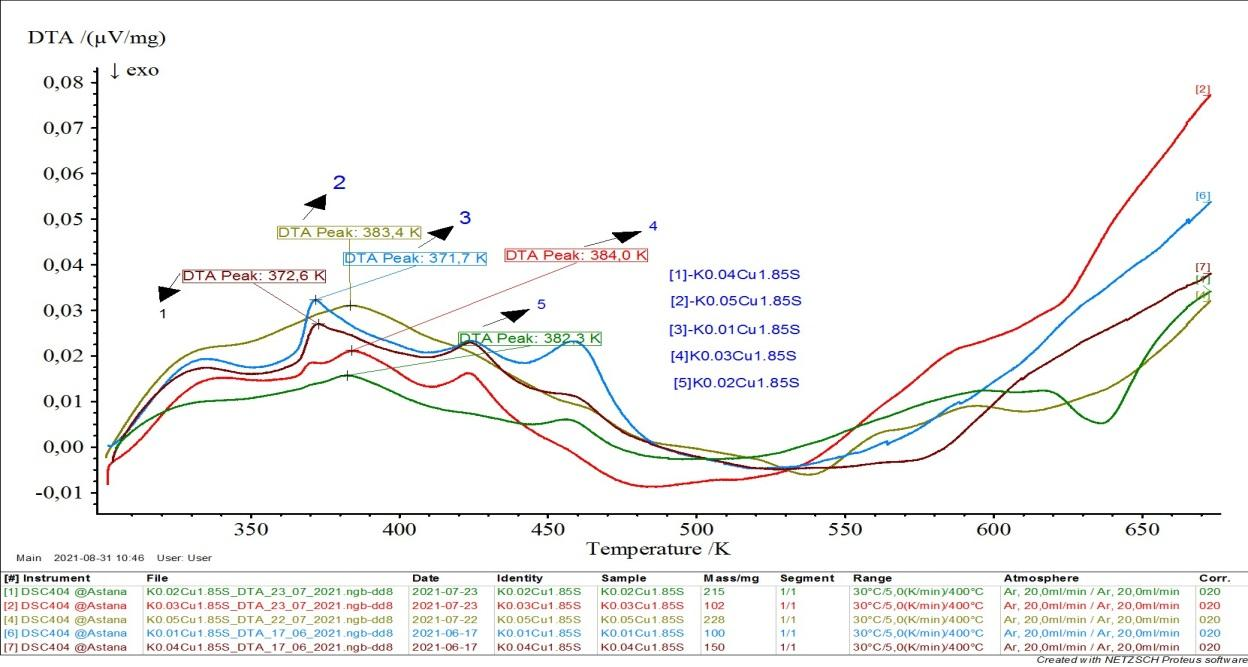 DTA /(µV/mg)
↓ exo
0,08
0,07
0,06
0,05
0,04
0,03
0,02
0,01
0,00
-0,01
[2]
[6]
[7]
2
3
4
5
1
DTA Peak: 383,4 K
DTA Peak: 371,7 K
DTA Peak: 384,0 K
DTA Peak: 372,6 K
DTA Peak: 382,3 K
[1]-K0.04Cu1.85S
[2]-K0.05Cu1.85S
[3]-K0.01Cu1.85S
[4]K0.03Cu1.85S
[5]K0.02Cu1.85S
350 400 450 500 550 600 650
Temperature /K
Main 2021-08-31 10:46 User: User
[#] Instrument File Date Identity Sample Mass/mg Segment Range Atmosphere Corr.
[1] DSC404 @Astana K0.02Cu1.85S_DTA_23_07_2021.ngb-dd8 2021-07-23 K0.02Cu1.85S K0.02Cu1.85S 215 1/1 30°C/5,0(K/min)/400°C Ar, 20,0ml/min / Ar, 20,0ml/min 020
[2] DSC404 @Astana K0.03Cu1.85S_DTA_23_07_2021.ngb-dd8 2021-07-23 K0.03Cu1.85S K0.03Cu1.85S 102 1/1 30°C/5,0(K/min)/400°C Ar, 20,0ml/min / Ar, 20,0ml/min 020
[4] DSC404 @Astana K0.05Cu1.85S_DTA_22_07_2021.ngb-dd8 2021-07-22 K0.05Cu1.85S K0.05Cu1.85S 228 1/1 30°C/5,0(K/min)/400°C Ar, 20,0ml/min / Ar, 20,0ml/min 020
[6] DSC404 @Astana K0.01Cu1.85S_DTA_17_06_2021.ngb-dd8 2021-06-17 K0.01Cu1.85S K0.01Cu1.85S 100 1/1 30°C/5,0(K/min)/400°C Ar, 20,0ml/min / Ar, 20,0ml/min 020
[7] DSC404 @Astana K0.04Cu1.85S_DTA_17_06_2021.ngb-dd8 2021-06-17 K0.04Cu1.85S K0.04Cu1.85S 150 1/1 30°C/5,0(K/min)/400°C Ar, 20,0ml/min / Ar, 20,0ml/min 020
Created with NETZSCH Proteus software